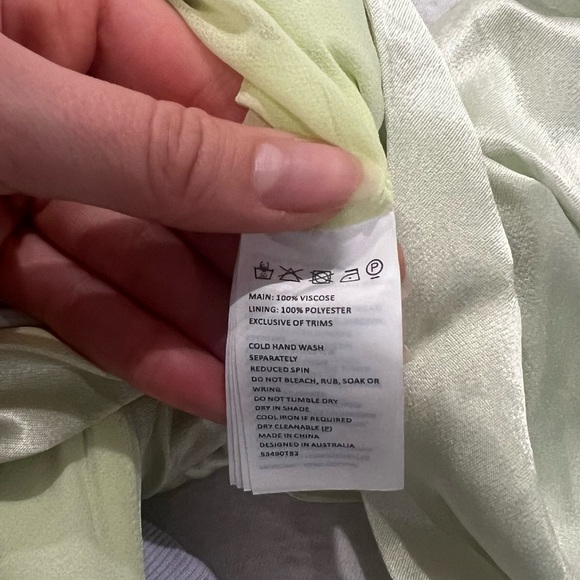 MAIN: 100% VISCOSE
LINING: 100% POLYESTER
EXCLUSIVE OF TRIMS
COLD HAND WASH
SEPARATELY
REDUCED SPIN
DO NOT BLEACH, RUB, SOAK OR
WRING
DO NOT TUMBLE DRY
DRY IN SHADE
COOL IRON IF REQUIRED
DRY CLEANABLE (P)
MADE IN CHINA
DESIGNED IN AUSTRALIA